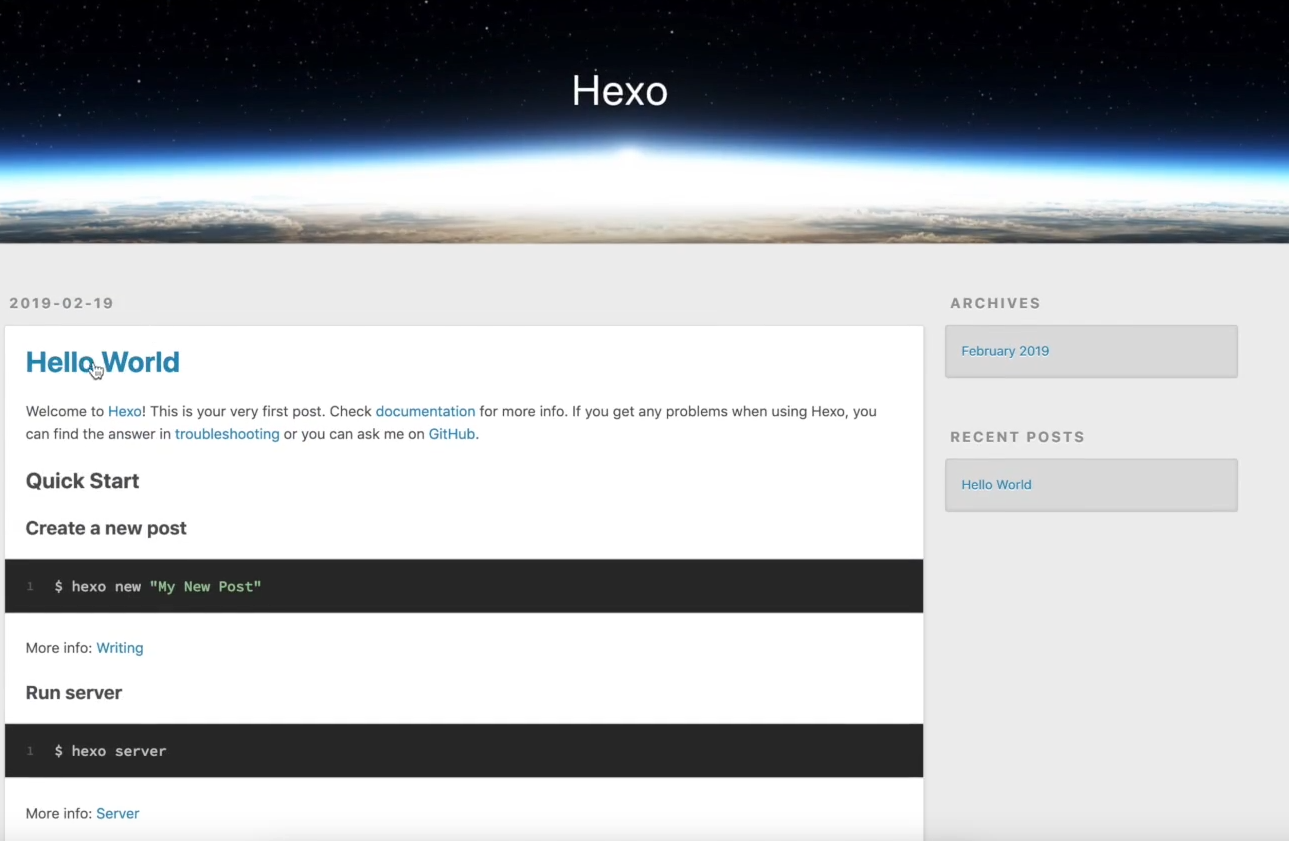 Hexo
2019-02-19
Hello World
Welcome to Hexo! This is your very first post. Check documentation for more info. If you get any problems when using Hexo, you
can find the answer in troubleshooting or you can ask me on GitHub.
Quick Start
Create a new post
1 $ hexo new "My New Post"
More info: Writing
Run server
1 $ hexo server
More info: Server
ARCHIVES
February 2019
RECENT POSTS
Hello World